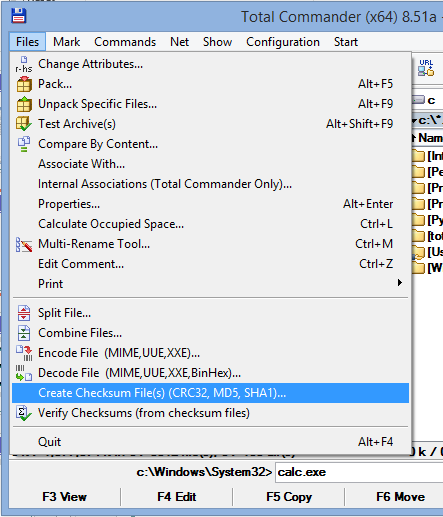 Total Commander (x64) 8.51a
Files Mark Commands Net Show Configuration Start
Change Attributes...
r-hs
URL
Pack... Alt+F5
c
Unpack Specific Files... Alt+F9
c:\*.
Test Archive(s) Alt+Shift+F9
Compare By Content...
Associate With...
Internal Associations (Total Commander Only)...
Properties... Alt+Enter
Calculate Occupied Space... Ctrl+L
Multi-Rename Tool... Ctrl+M
Edit Comment... Ctrl+Z
Print
Split File...
Combine Files...
Encode File (MIME,UUE,XXE)...
Decode File (MIME,UUE,XXE,BinHex)...
Create Checksum File(s) (CRC32, MD5, SHA1)...
Verify Checksums (from checksum files)
Quit Alt+F4
0 k / 0
c:\Windows\System32> calc.exe
F3 View F4 Edit F5 Copy F6 Move